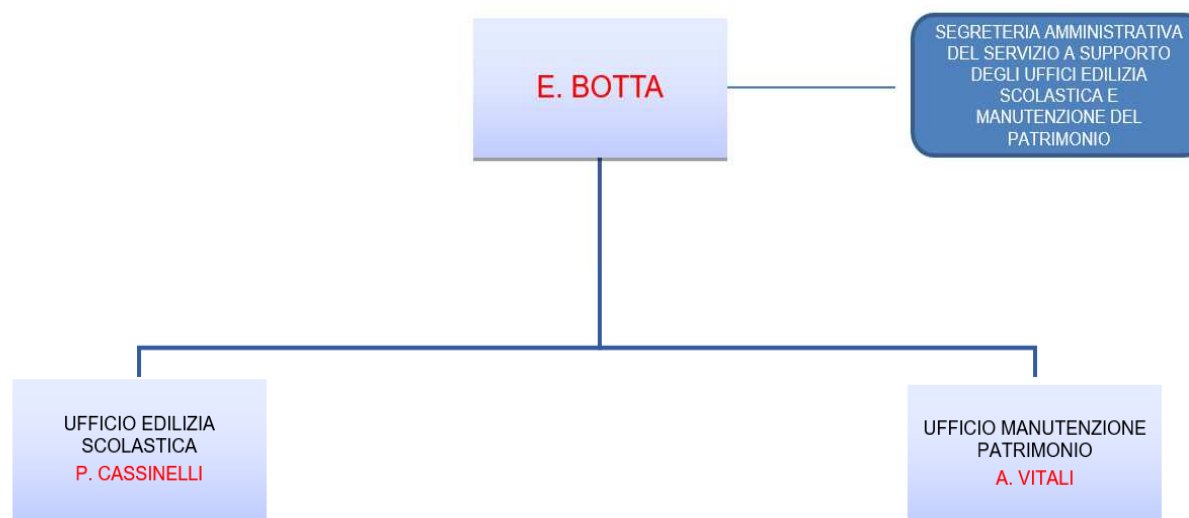 E. BOTTA
SEGRETERIA AMMINISTRATIVA
DEL SERVIZIO A SUPPORTO
DEGLI UFFICI EDILIZIA
SCOLASTICA E
MANUTENZIONE DEL
PATRIMONIO
UFFICIO EDILIZIA
SCOLASTICA
P. CASSINELLI
UFFICIO MANUTENZIONE
PATRIMONIO
A. VITALI